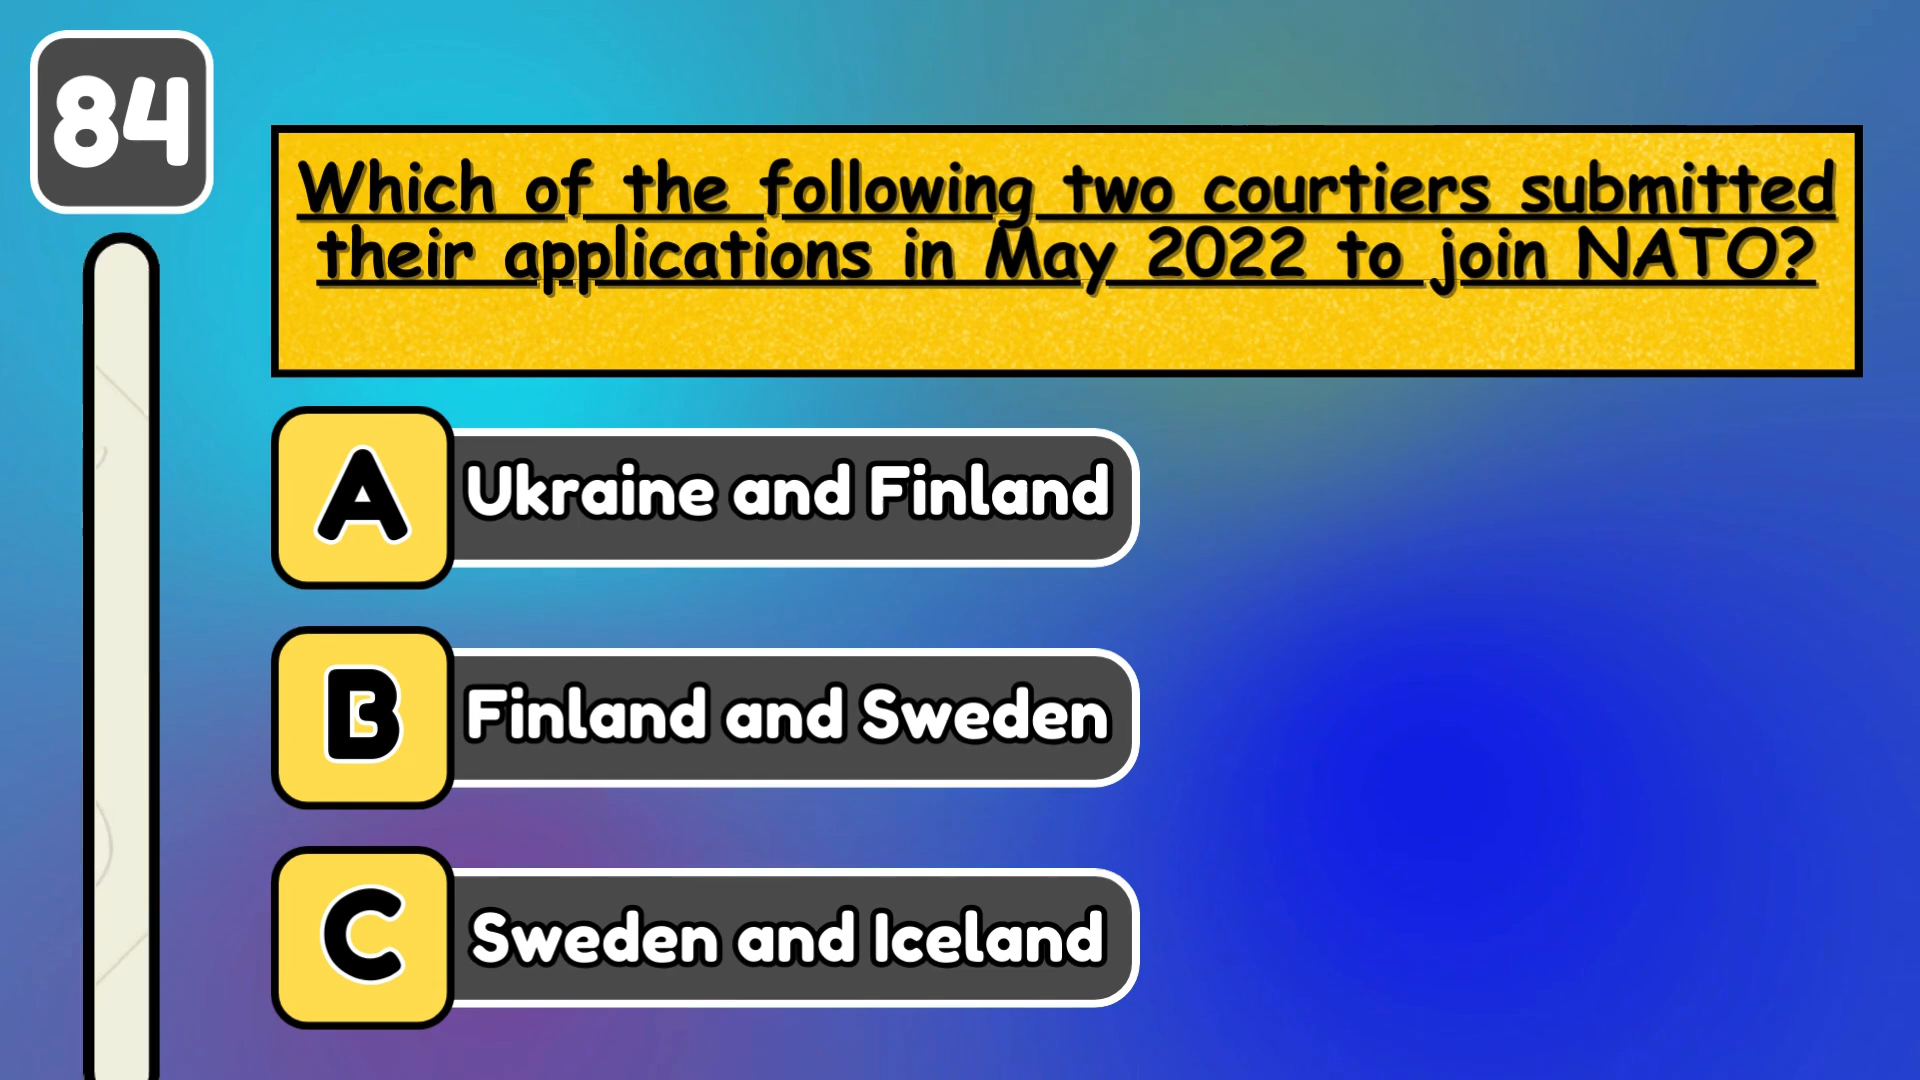 84
Which of the following two courtiers submitted
their applications in May 2022 to join NATO?
A
Ukraine and Finland
B
Finland and Sweden
C
Sweden and Iceland